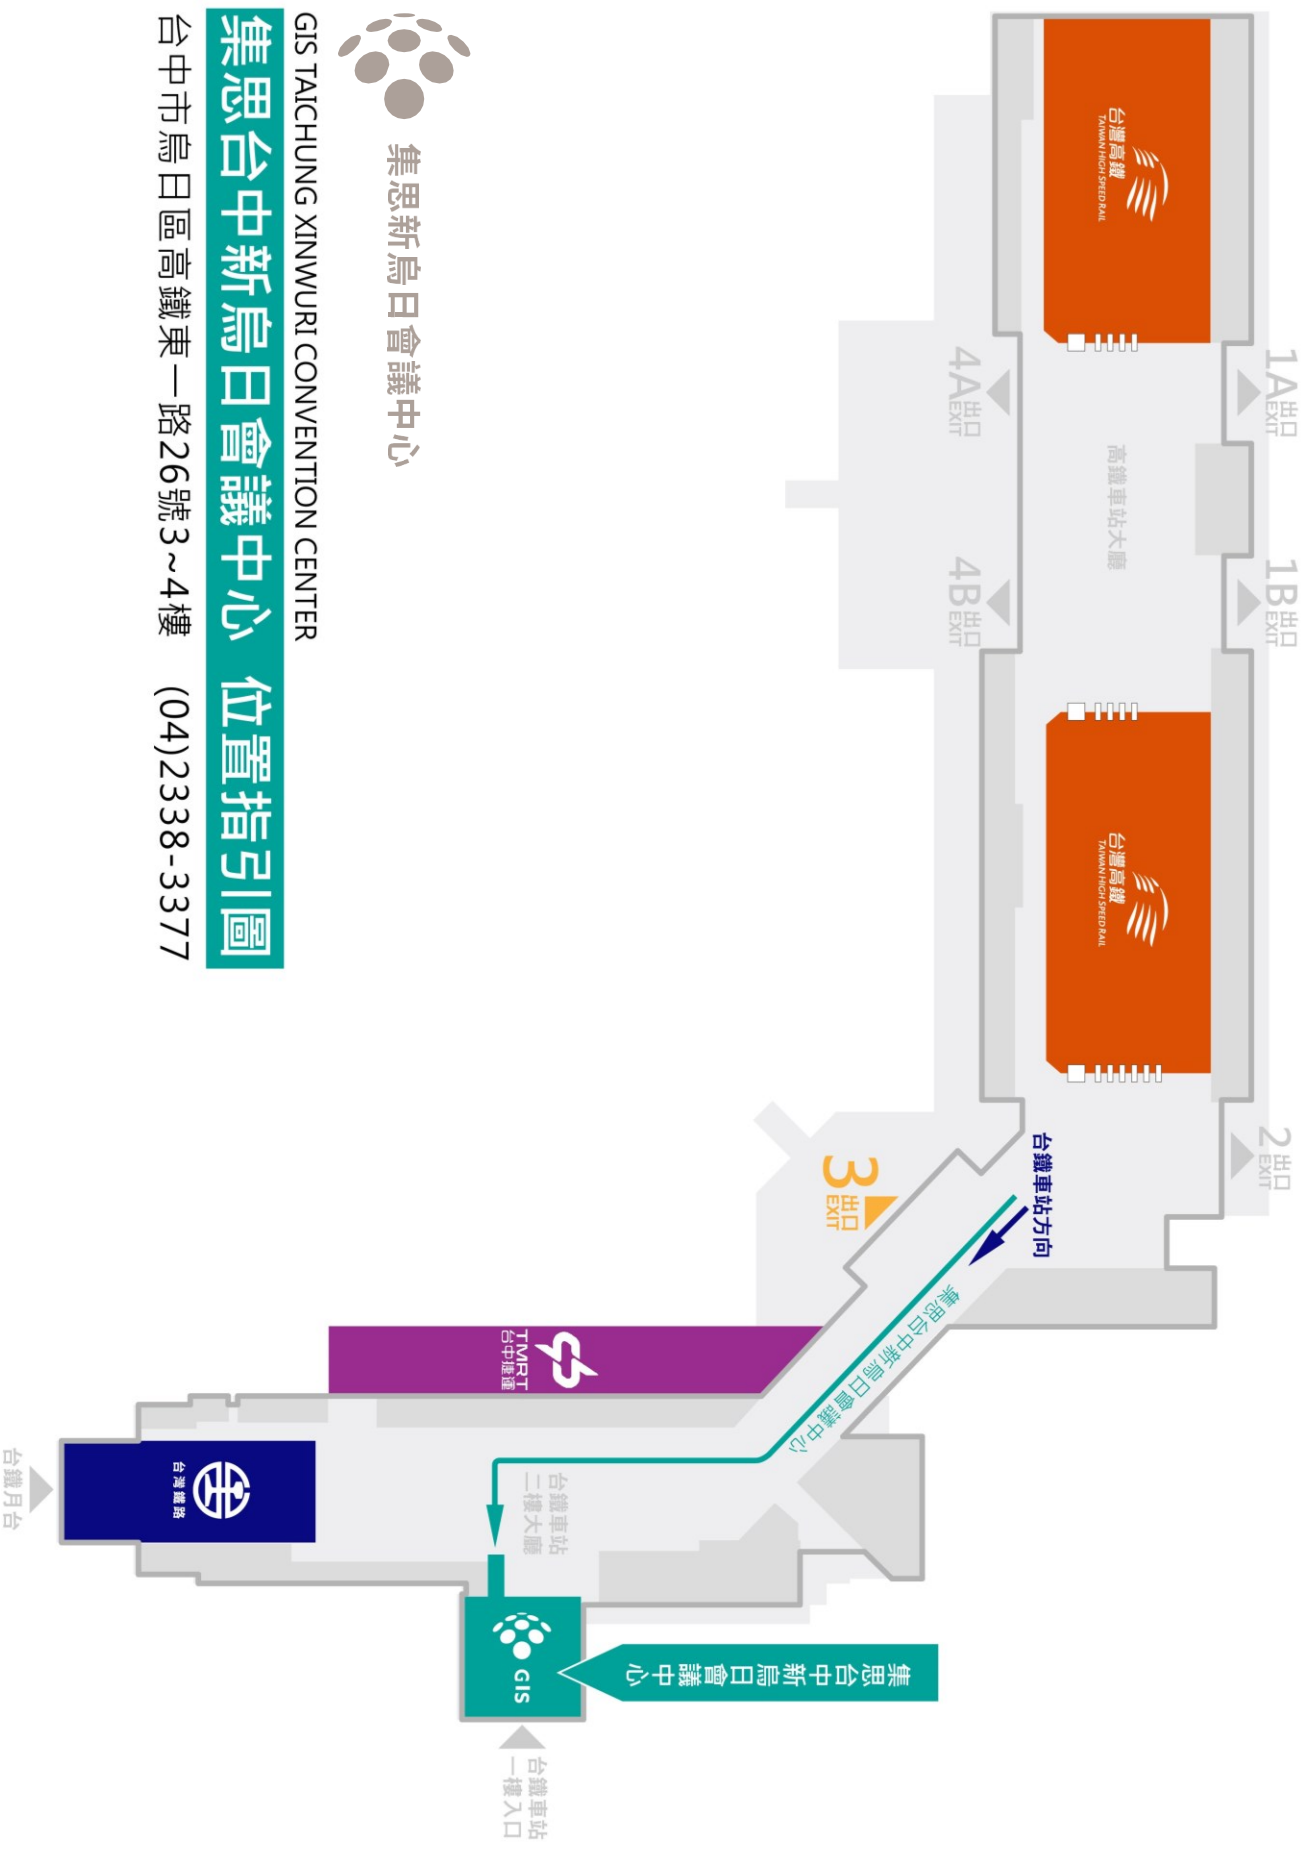 集思新烏日會議中心
GIS TAICHUNG XINWURI CONVENTION CENTER
集思台中新烏日會議中心 位置指引圖
台中市烏日區高鐵東一路26號3~4樓 (04)2338-3377
1A出口
EXIT
1B出口
EXIT
2出口
EXIT
台灣高鐵
TAIWAN HIGH SPEED RAIL
高鐵車站大廳
台灣高鐵
TAIWAN HIGH SPEED RAIL
4A出口
EXIT
4B出口
EXIT
台鐵車站方向
3出口
EXIT
集思台中新烏日會議中心
TMRT
台中捷運
台鐵車站
二樓大廳
台灣鐵路
台鐵月台
GIS
集思台中新烏日會議中心
台鐵車站
一樓入口